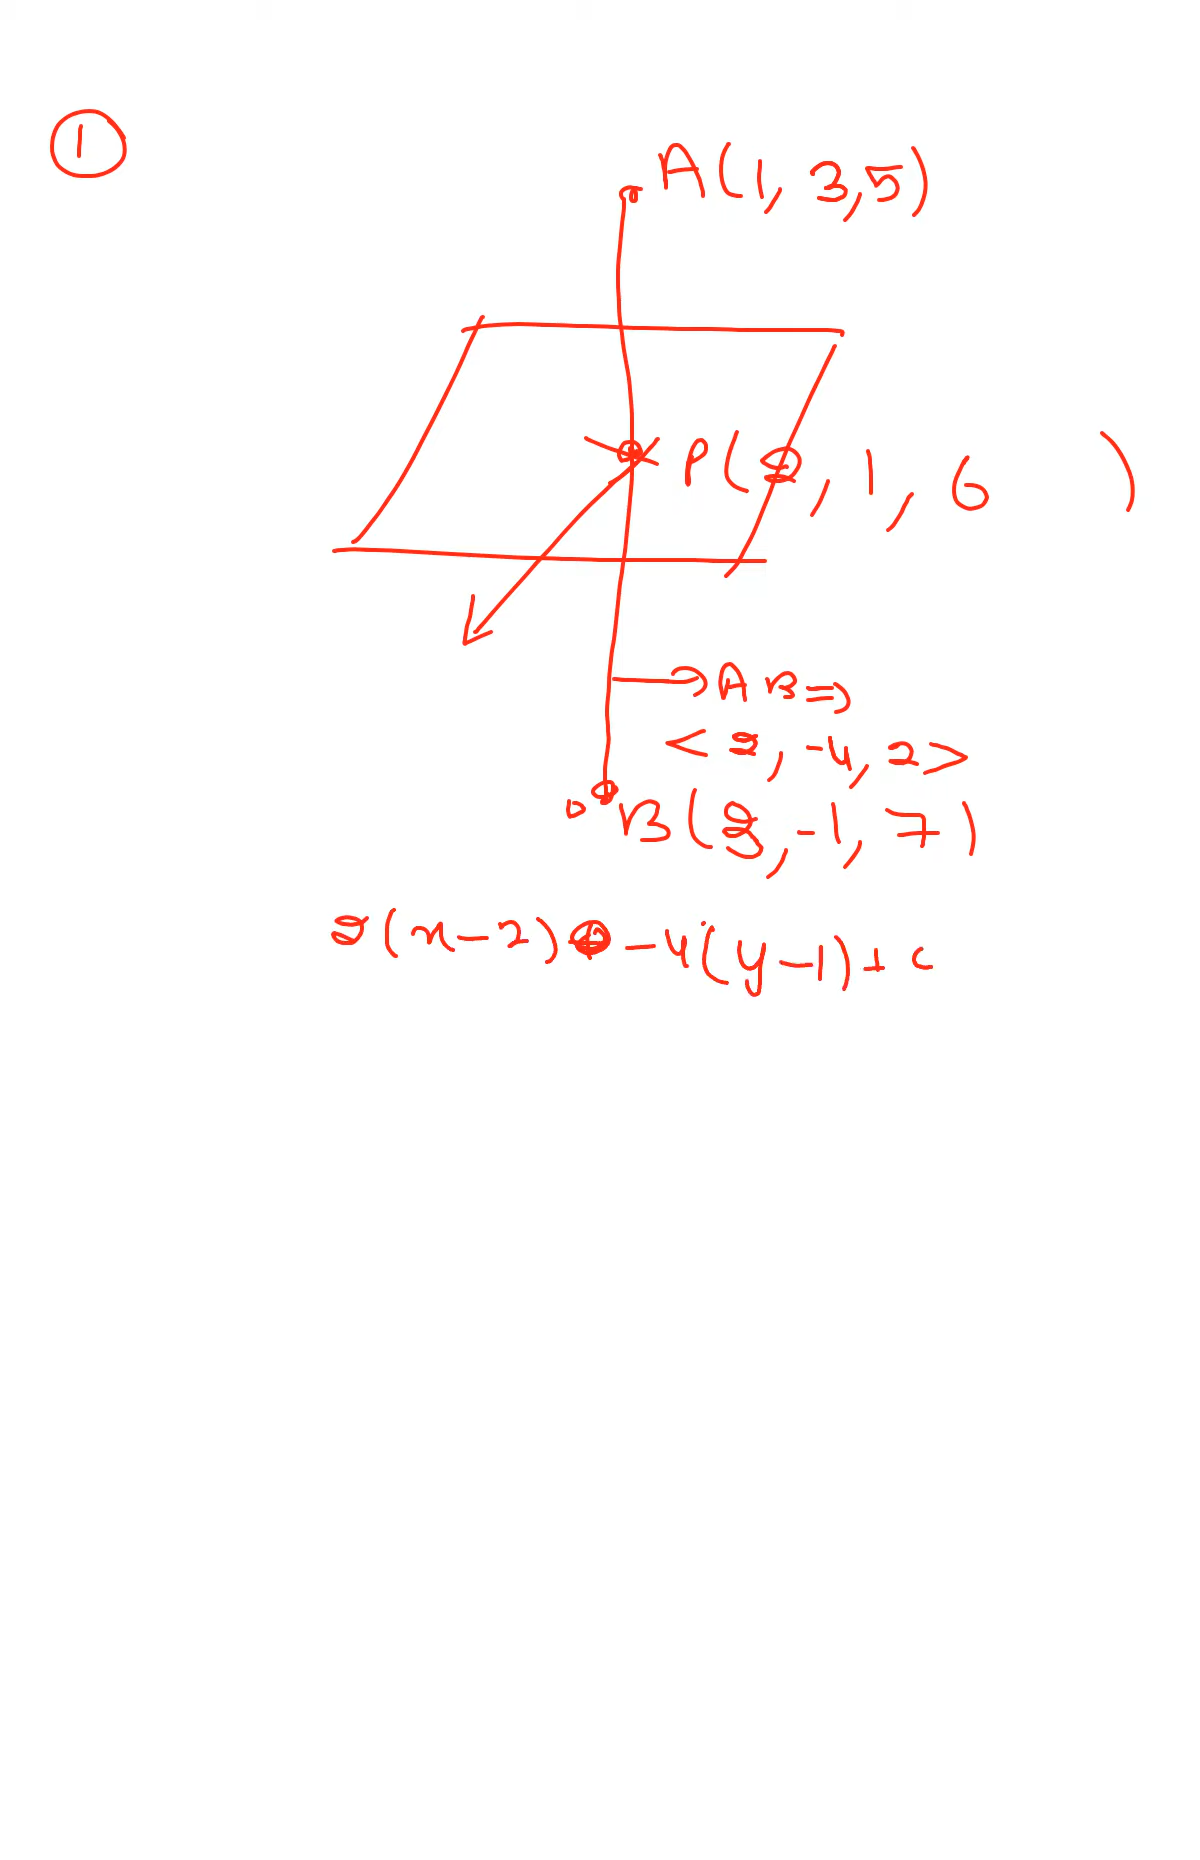 1
A(1, 3,5)
P(2, 1, 6 )
AB⇒
<2, -4, 2>
B(3, -1, 7)
2(x-2) -4(y-1)+